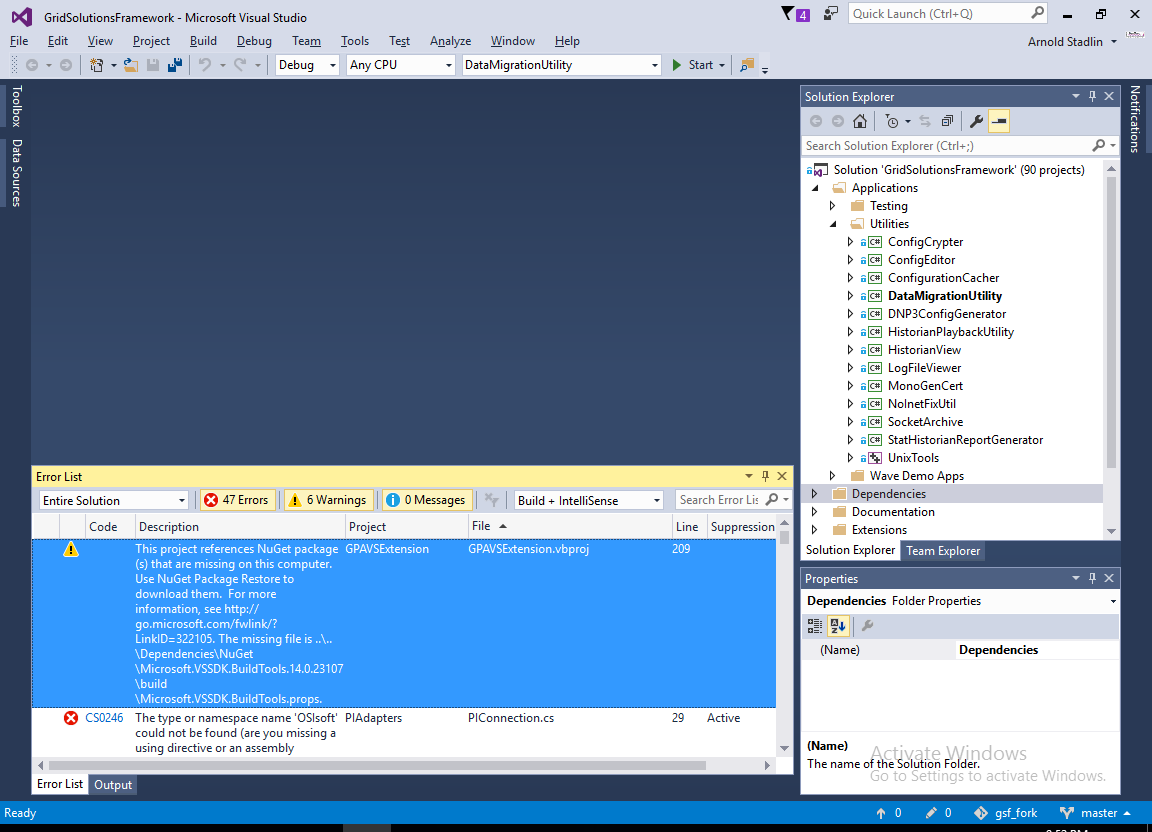 GridSolutionsFramework - Microsoft Visual Studio
4
Quick Launch (Ctrl+Q)
File Edit View Project Build Debug Team Tools Test Analyze Window Help
Arnold Stadlin
Debug Any CPU DataMigrationUtility Start
Toolbox
Data Sources
Notifications
Solution Explorer
Search Solution Explorer (Ctrl+;)
Solution 'GridSolutionsFramework' (90 projects)
Applications
Testing
Utilities
C# ConfigCrypter
C# ConfigEditor
C# ConfigurationCacher
C# DataMigrationUtility
C# DNP3ConfigGenerator
C# HistorianPlaybackUtility
C# HistorianView
C# LogFileViewer
C# MonoGenCert
C# NoInetFixUtil
C# SocketArchive
C# StatHistorianReportGenerator
UnixTools
Wave Demo Apps
Dependencies
Documentation
Extensions
Solution Explorer Team Explorer
Error List
Entire Solution 47 Errors 6 Warnings 0 Messages Build + IntelliSense Search Error Lis
Code Description Project File Line Suppression
This project references NuGet package GPAVSExtension GPAVSExtension.vbproj 209
(s) that are missing on this computer.
Use NuGet Package Restore to
download them.  For more
information, see http://
go.microsoft.com/fwlink/?
LinkID=322105. The missing file is ..\..
\Dependencies\NuGet
\Microsoft.VSSDK.BuildTools.14.0.23107
\build
\Microsoft.VSSDK.BuildTools.props.
CS0246 The type or namespace name 'OSIsoft' PIAdapters PIConnection.cs 29 Active
could not be found (are you missing a
using directive or an assembly
Error List Output
Properties
Dependencies Folder Properties
(Name) Dependencies
(Name)
The name of the Solution Folder.
Activate Windows
Go to Settings to activate Windows.
Ready 0 0 gsf_fork master